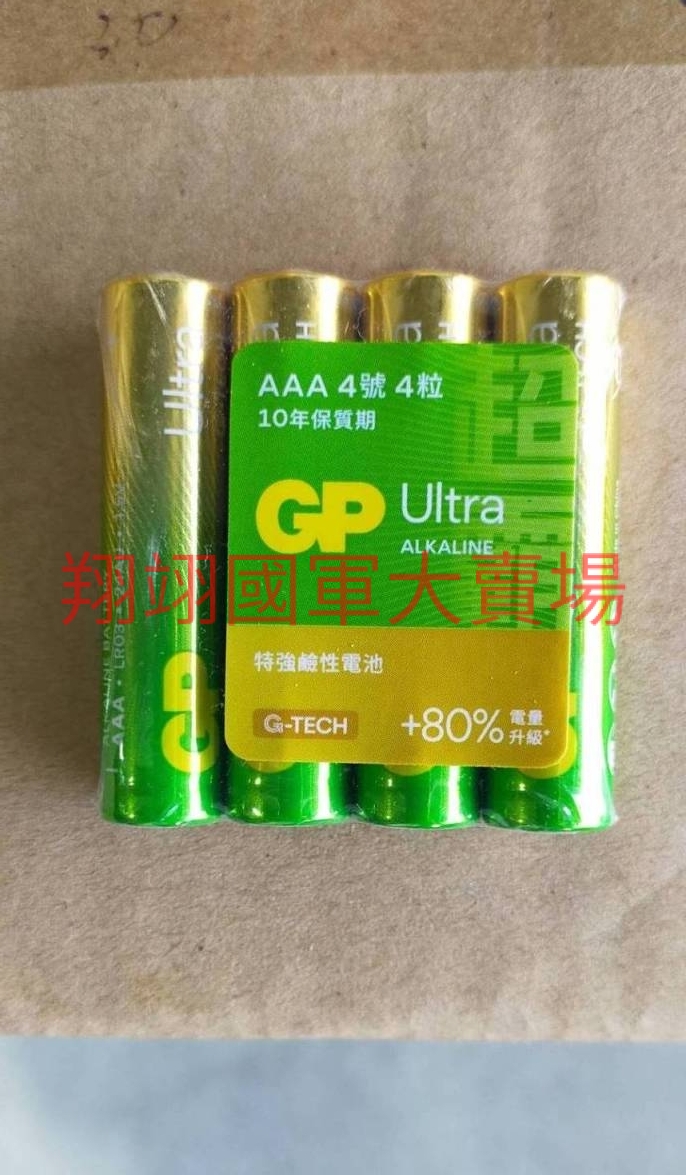 AAA 4號 4粒
10年保質期
GP Ultra
ALKALINE
翔翊國軍大賣場
特強鹼性電池
G-TECH
+80% 電量升級*
Ultra
GP
AAA • LR03